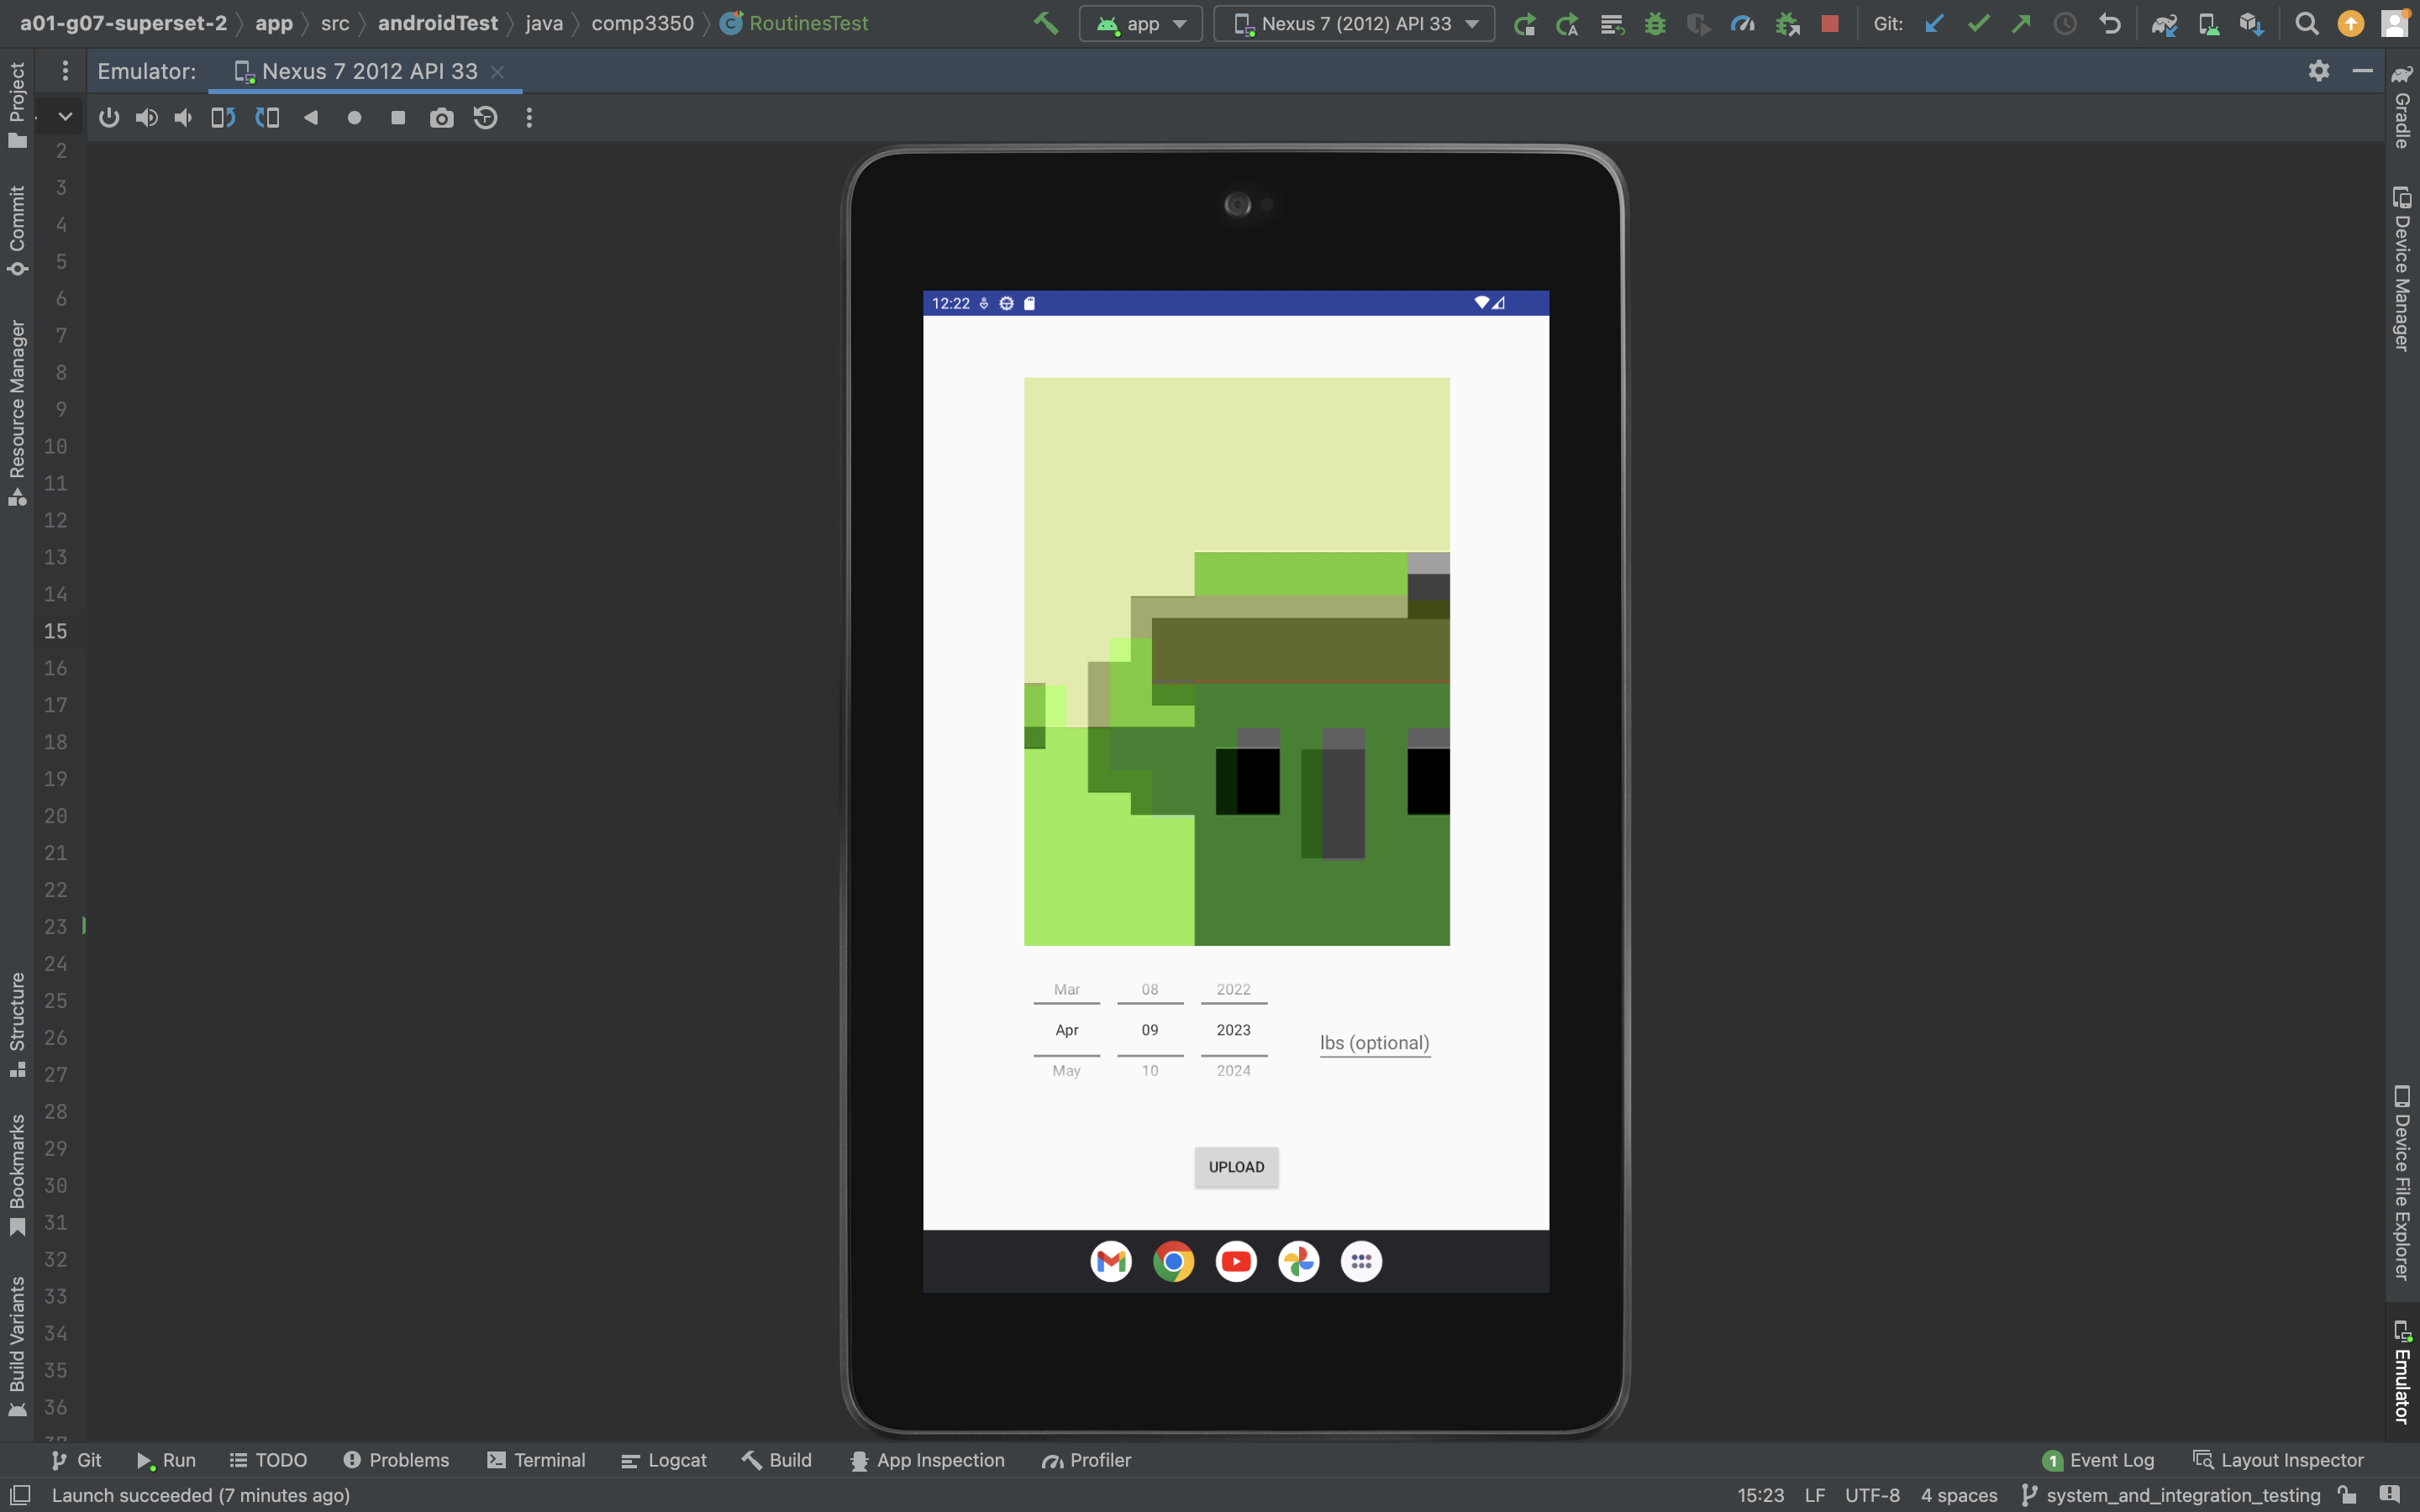 a01-g07-superset-2 app src androidTest java comp3350 RoutinesTest app Nexus 7 (2012) API 33 Git:
Emulator: Nexus 7 2012 API 33
Project
Commit
Resource Manager
Structure
Bookmarks
Build Variants
2
3
4
5
6
7
8
9
10
11
12
13
14
15
16
17
18
19
20
21
22
23
24
25
26
27
28
29
30
31
32
33
34
35
36
12:22
Mar 08 2022
Apr 09 2023
lbs (optional)
May 10 2024
UPLOAD
Gradle
Device Manager
Device File Explorer
Emulator
Git Run TODO Problems Terminal Logcat Build App Inspection Profiler 1 Event Log Layout Inspector
Launch succeeded (7 minutes ago) 15:23 LF UTF-8 4 spaces system_and_integration_testing